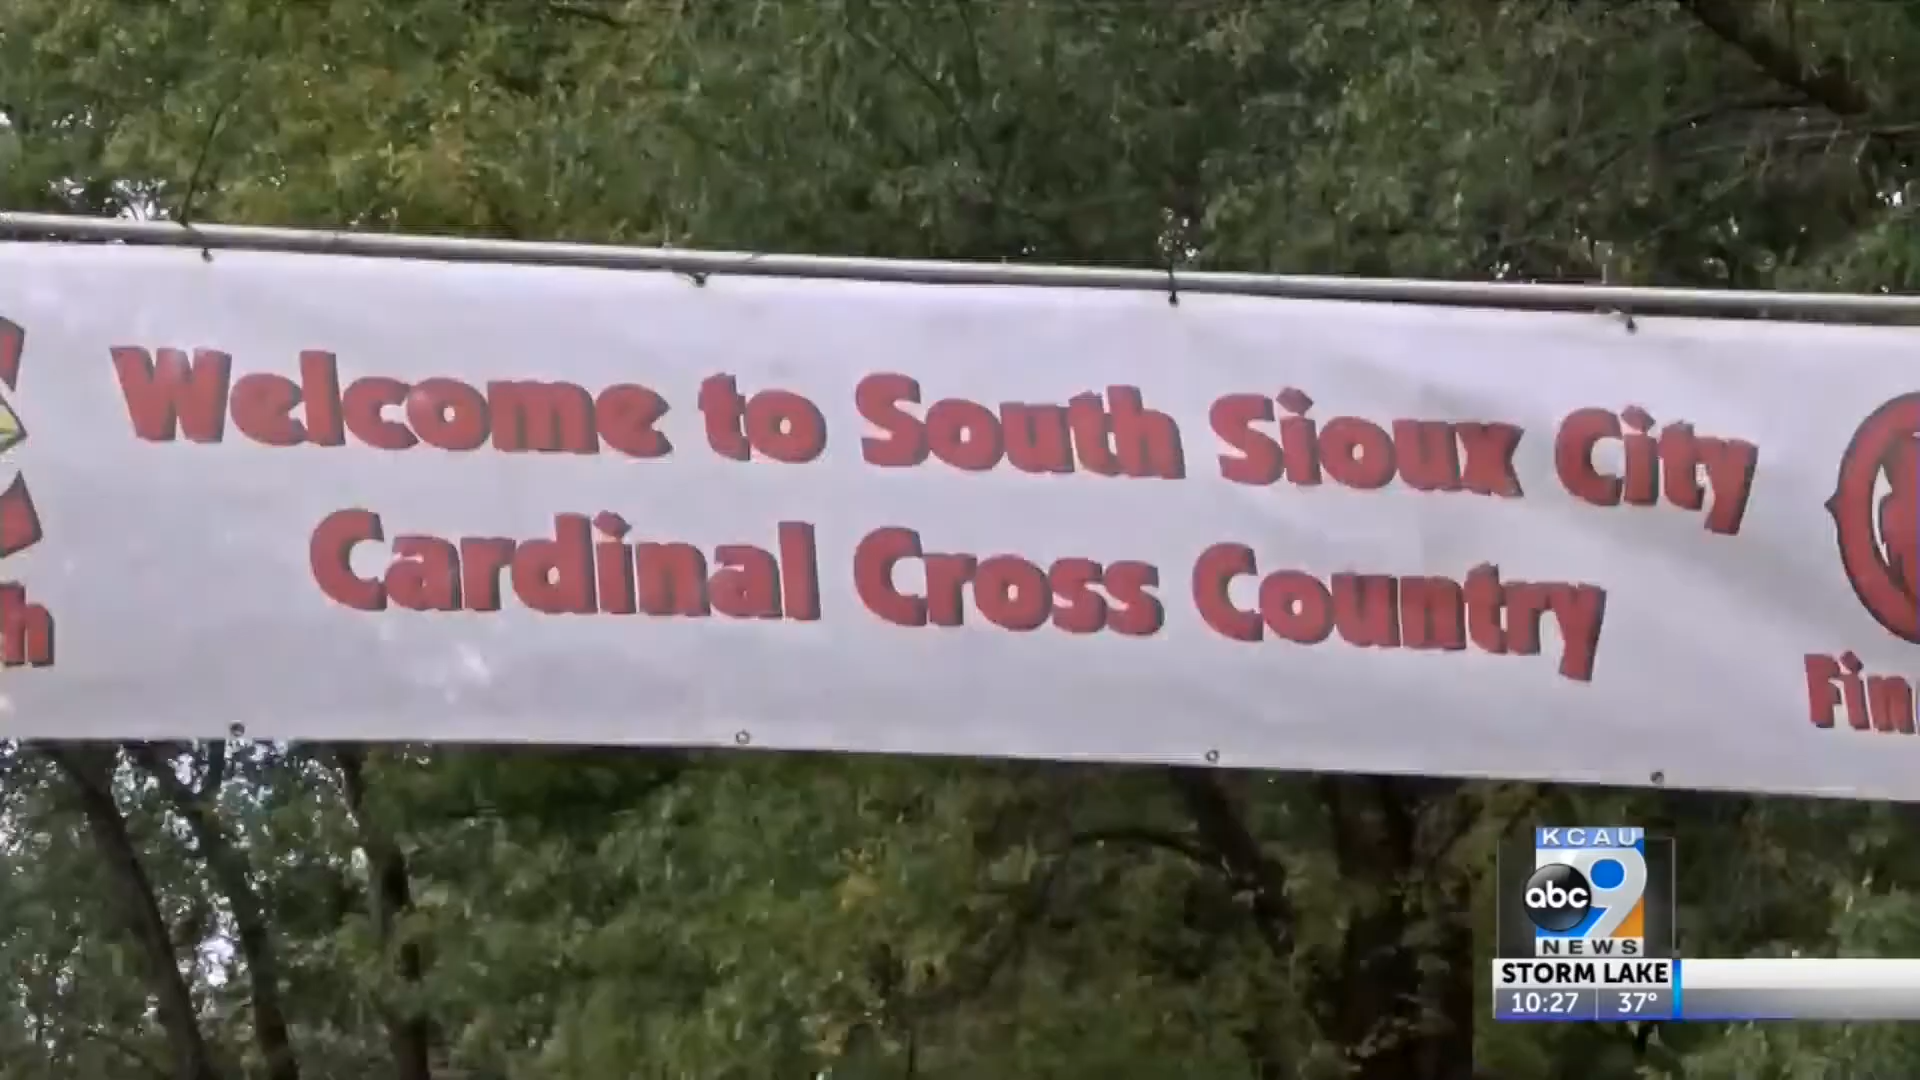 Welcome to South Sioux City
Cardinal Cross Country
KCAU
abc 9
NEWS
STORM LAKE
10:27 37°